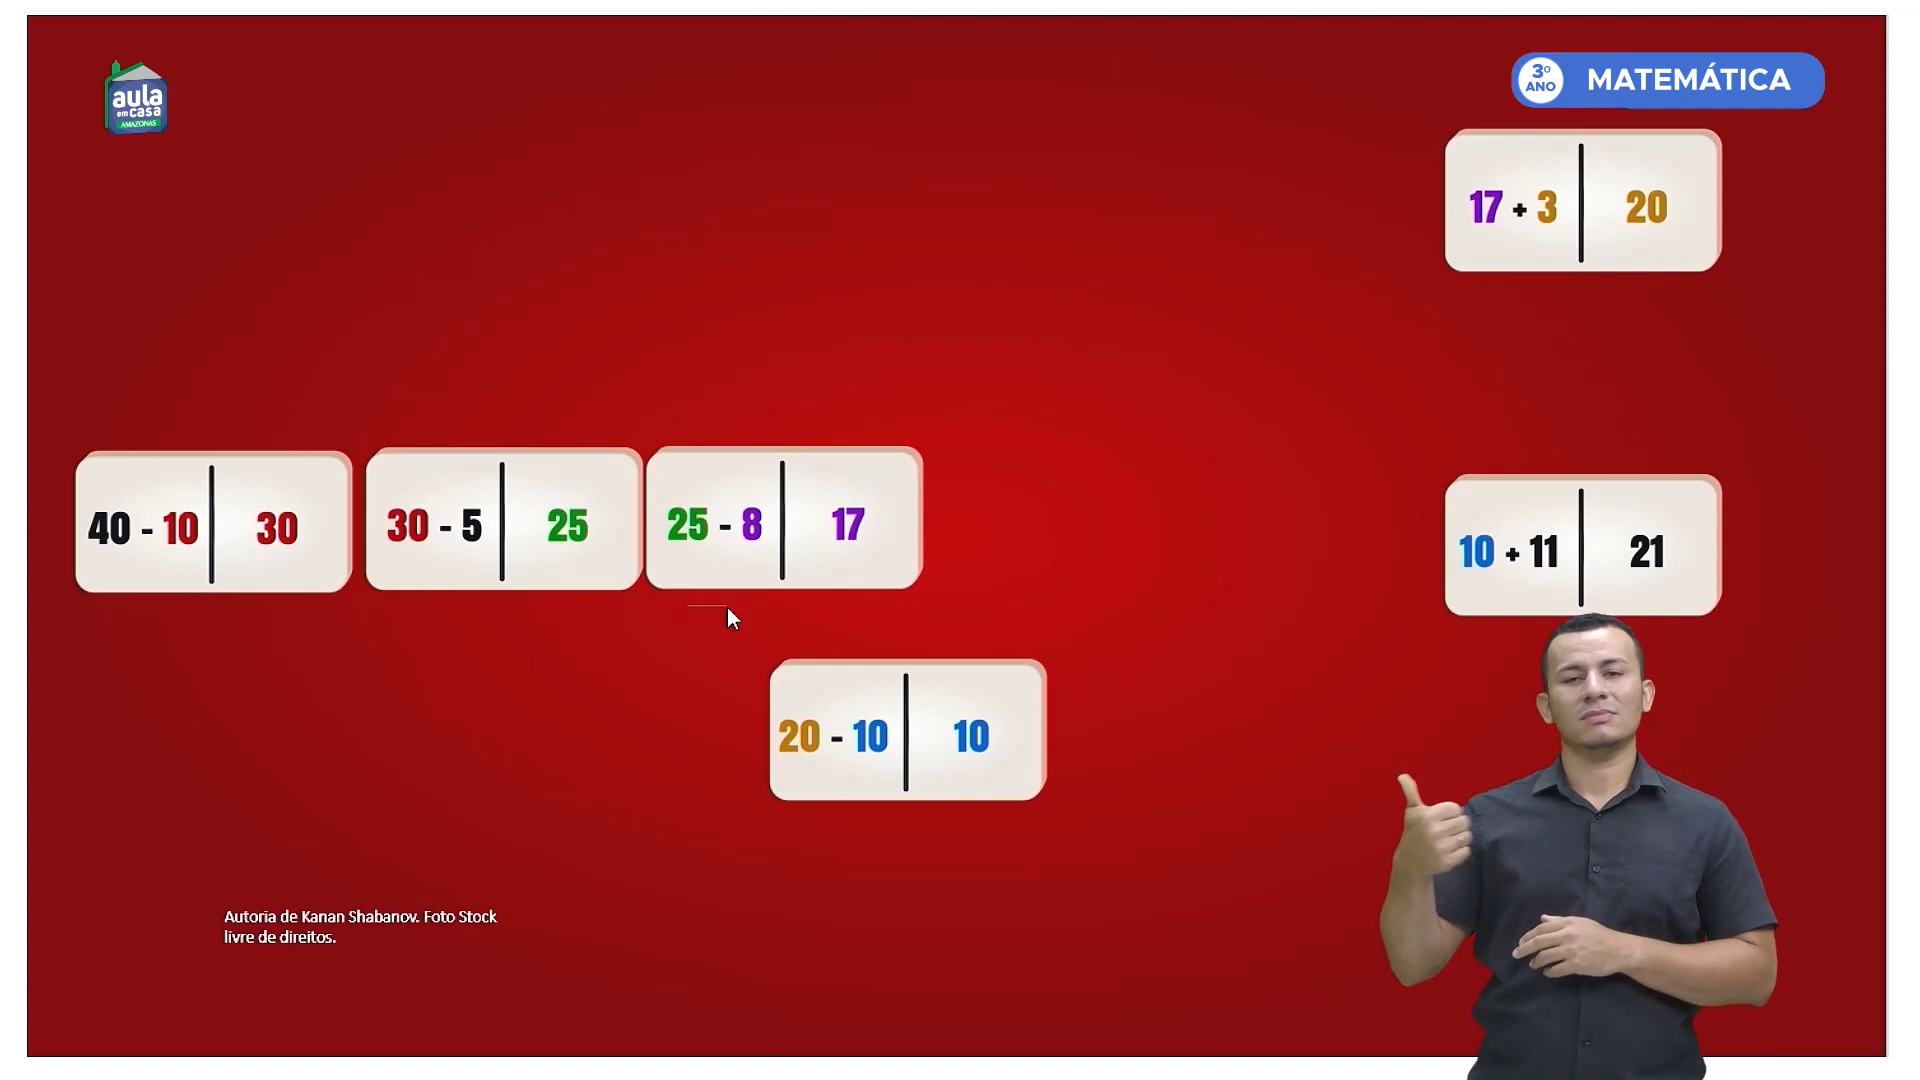 aula
em casa
AMAZONAS
3º
ANO
MATEMÁTICA
17 + 3 20
40 - 10 30
30 - 5 25
25 - 8 17
10 + 11 21
20 - 10 10
Autoria de Kanan Shabanov. Foto Stock
livre de direitos.